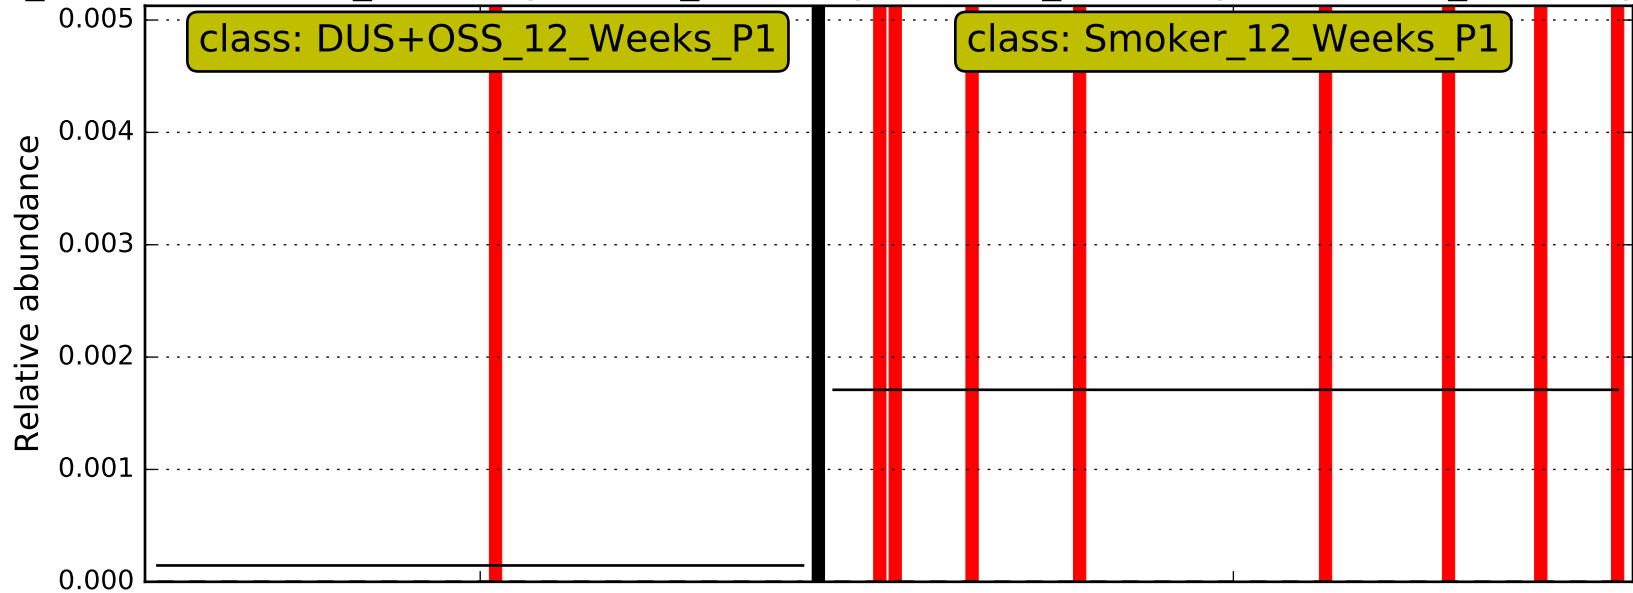 0.005
class: DUS+OSS_12_Weeks_P1
class: Smoker_12_Weeks_P1
0.004
0.003
0.002
0.001
0.000
Relative abundance